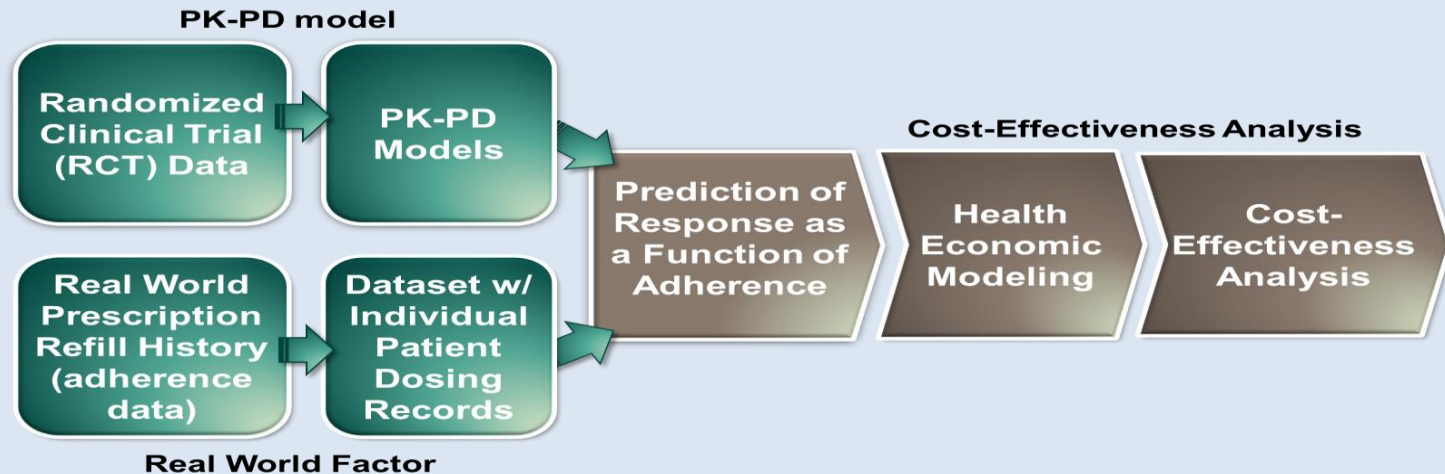 PK-PD model
Randomized
Clinical Trial
(RCT) Data
PK-PD
Models
Real World
Prescription
Refill History
(adherence
data)
Dataset w/
Individual
Patient
Dosing
Records
Real World Factor
Prediction of
Response as
a Function of
Adherence
Cost-Effectiveness Analysis
Health
Economic
Modeling
Cost-
Effectiveness
Analysis